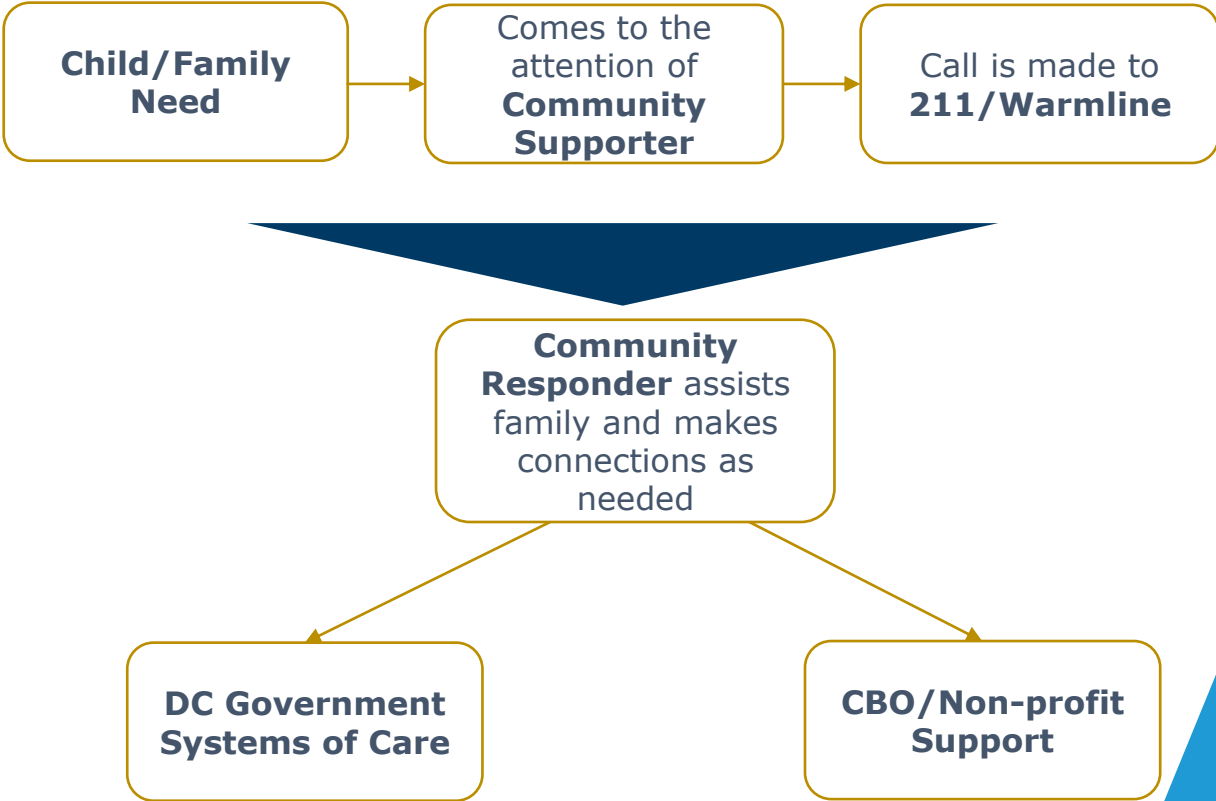 Child/Family
Need
Comes to the
attention of
Community
Supporter
Call is made to
211/Warmline
Community
Responder assists
family and makes
connections as
needed
DC Government
Systems of Care
CBO/Non-profit
Support